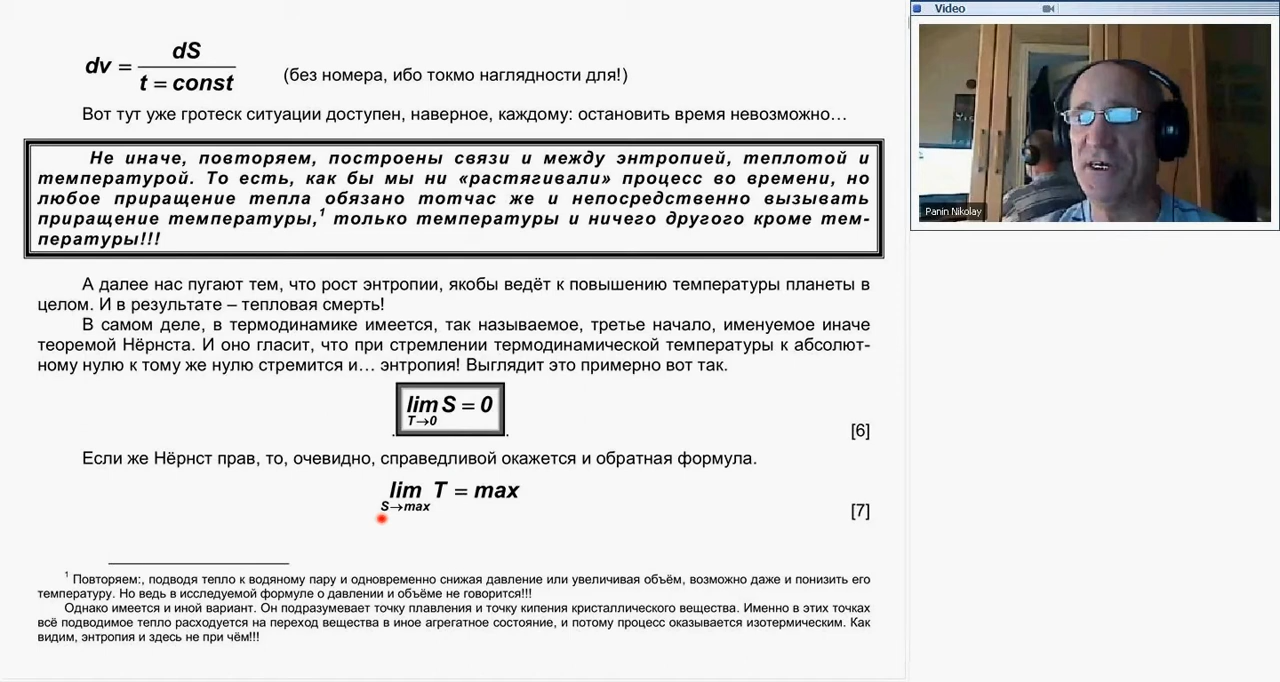 dv = dS
t = const
(без номера, ибо токмо наглядности для!)
Вот тут уже гротеск ситуации доступен, наверное, каждому: остановить время невозможно…
Не иначе, повторяем, построены связи и между энтропией, теплотой и
температурой. То есть, как бы мы ни «растягивали» процесс во времени, но
любое приращение тепла обязано тотчас же и непосредственно вызывать
приращение температуры,¹ только температуры и ничего другого кроме тем-
пературы!!!
А далее нас пугают тем, что рост энтропии, якобы ведёт к повышению температуры планеты в
целом. И в результате – тепловая смерть!
В самом деле, в термодинамике имеется, так называемое, третье начало, именуемое иначе
теоремой Нёрнста. И оно гласит, что при стремлении термодинамической температуры к абсолют-
ному нулю к тому же нулю стремится и… энтропия! Выглядит это примерно вот так.
lim S = 0
T→0
[6]
Если же Нёрнст прав, то, очевидно, справедливой окажется и обратная формула.
lim T = max
S→max
[7]
¹ Повторяем:, подводя тепло к водяному пару и одновременно снижая давление или увеличивая объём, возможно даже и понизить его
температуру. Но ведь в исследуемой формуле о давлении и объёме не говорится!!!
Однако имеется и иной вариант. Он подразумевает точку плавления и точку кипения кристаллического вещества. Именно в этих точках
всё подводимое тепло расходуется на переход вещества в иное агрегатное состояние, и потому процесс оказывается изотермическим. Как
видим, энтропия и здесь не при чём!!!
Video
Panin Nikolay